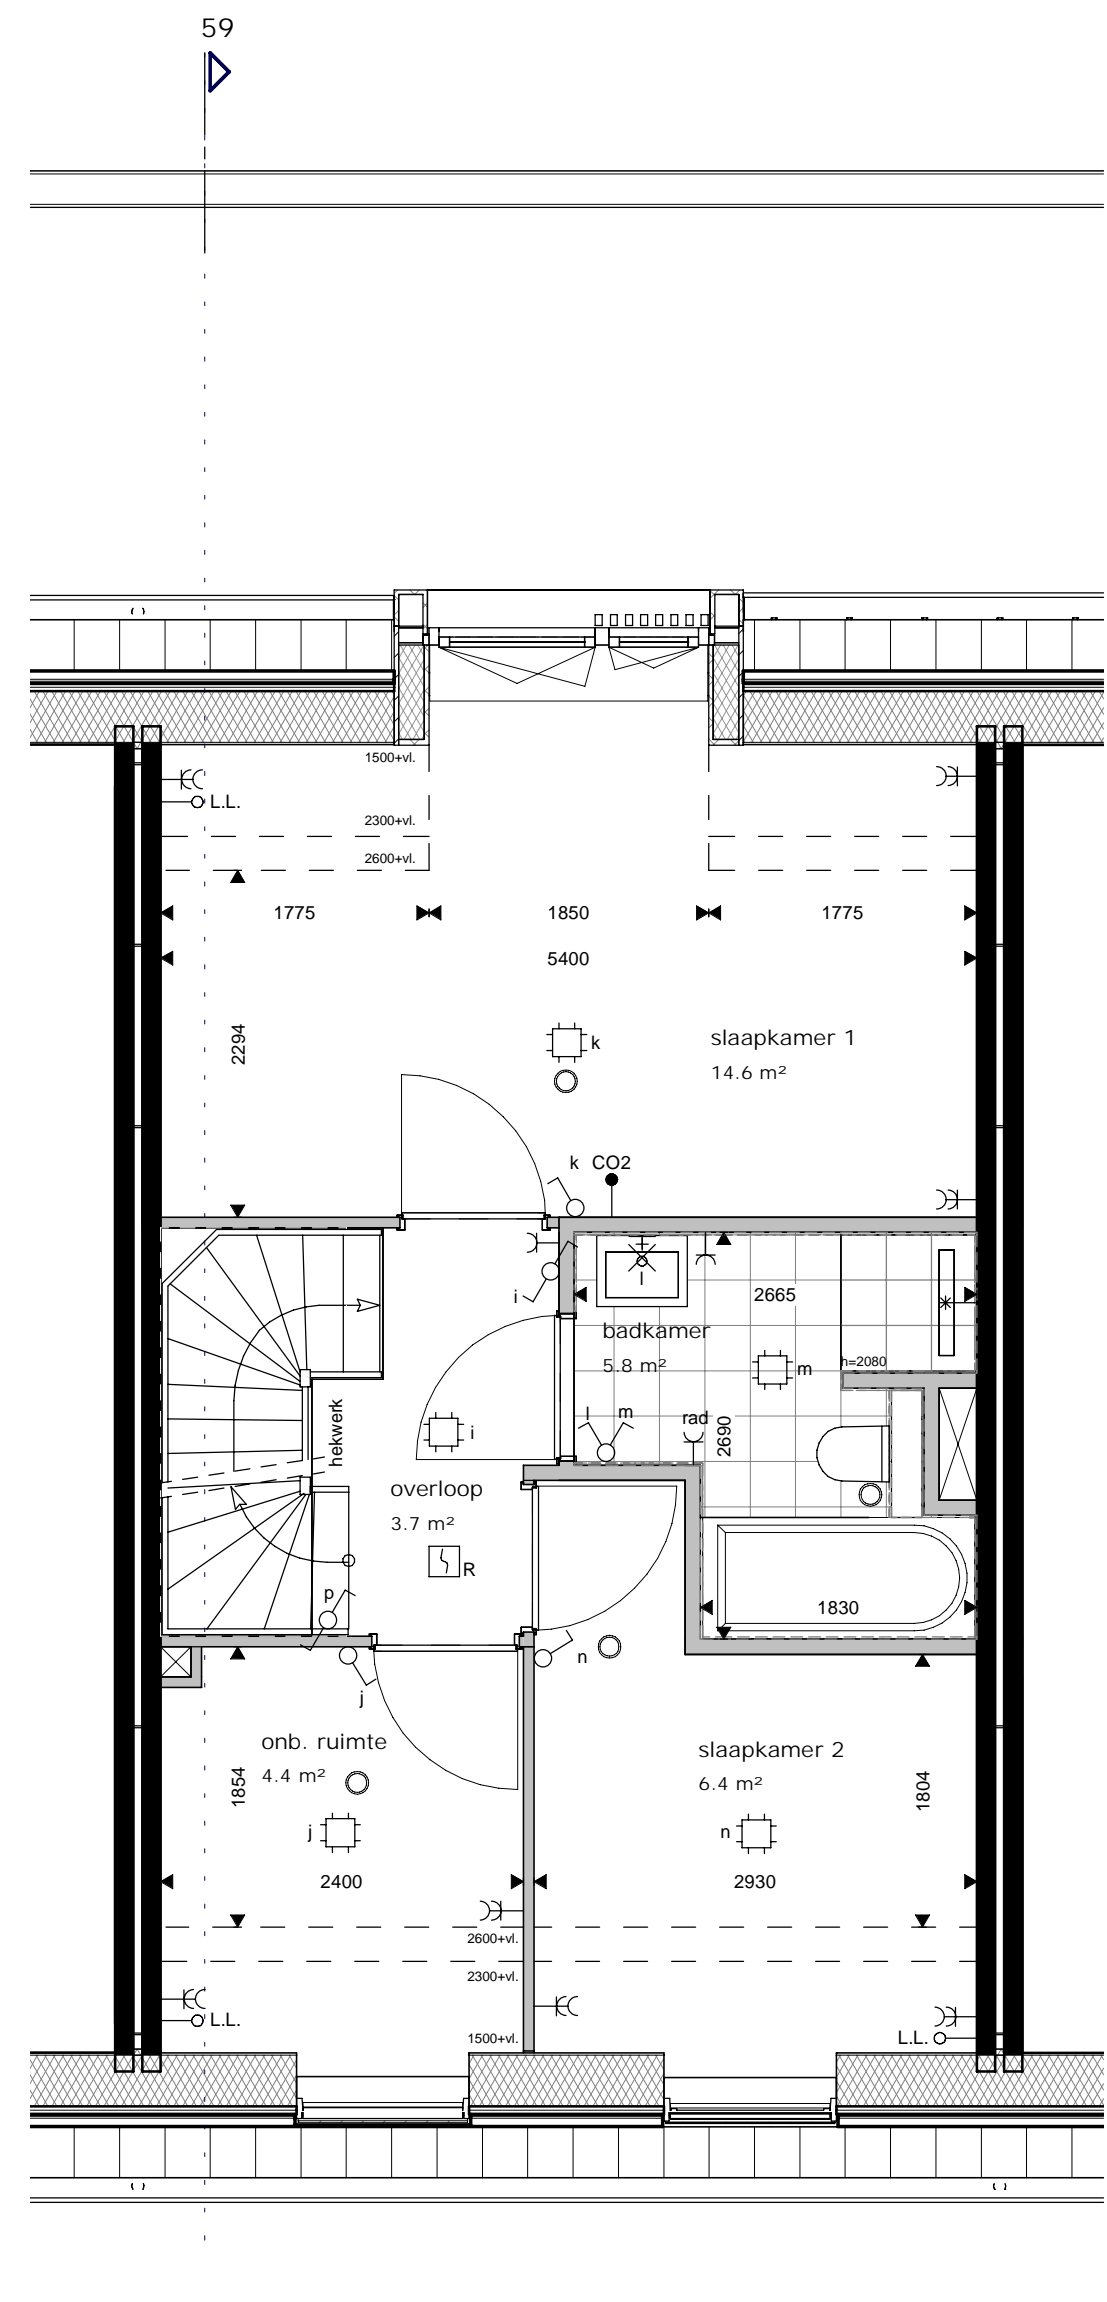 59
1500+vl.
L.L.
2300+vl.
2600+vl.
1775
1850
1775
5400
2294
k
slaapkamer 1
14.6 m²
k CO2
i
l
2665
badkamer
5.8 m²
m
h=2080
hekwerk
l
m
rad
2690
i
overloop
3.7 m²
R
p
1830
j
n
onb. ruimte
4.4 m²
slaapkamer 2
6.4 m²
1854
1804
j
n
2400
2930
2600+vl.
2300+vl.
L.L.
1500+vl.
L.L.